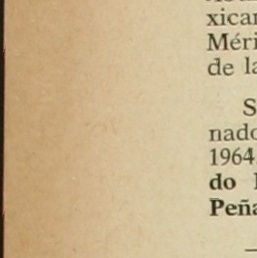 xican
Méri
de la
S
nado
1964
do
Peña